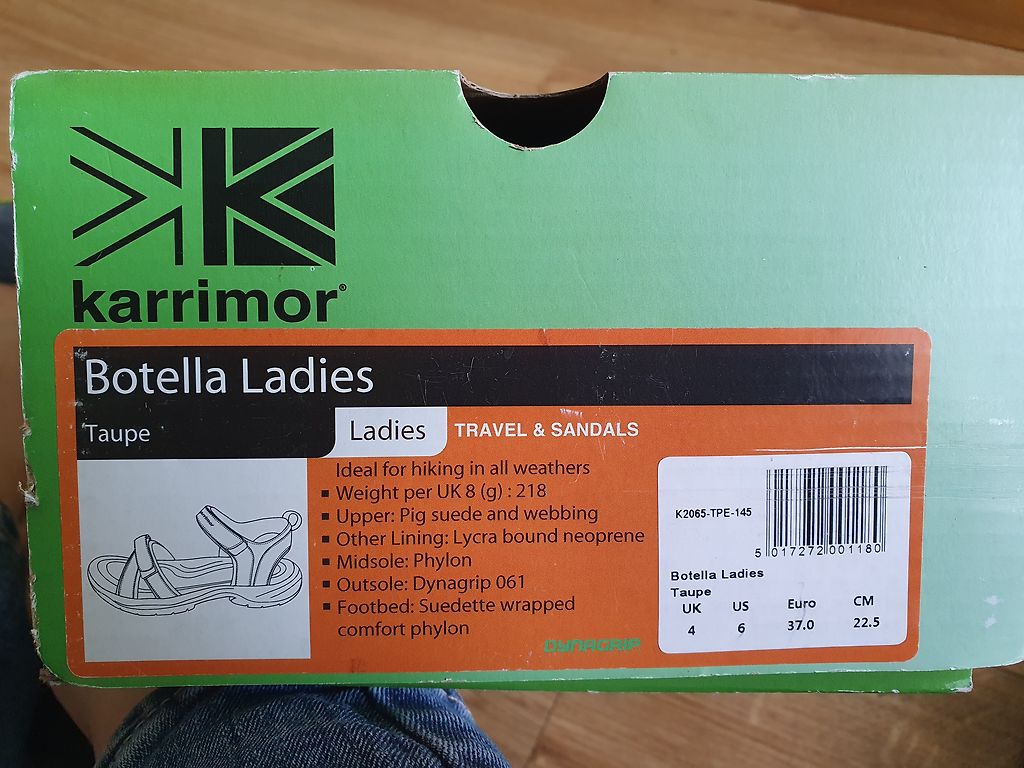 karrimor®
Botella Ladies
Taupe
Ladies
TRAVEL & SANDALS
Ideal for hiking in all weathers
▪ Weight per UK 8 (g) : 218
▪ Upper: Pig suede and webbing
▪ Other Lining: Lycra bound neoprene
▪ Midsole: Phylon
▪ Outsole: Dynagrip 061
▪ Footbed: Suedette wrapped
comfort phylon
DYNAGRIP
K2065-TPE-145
5 017272 001180
Botella Ladies
Taupe
UK US Euro CM
4 6 37.0 22.5